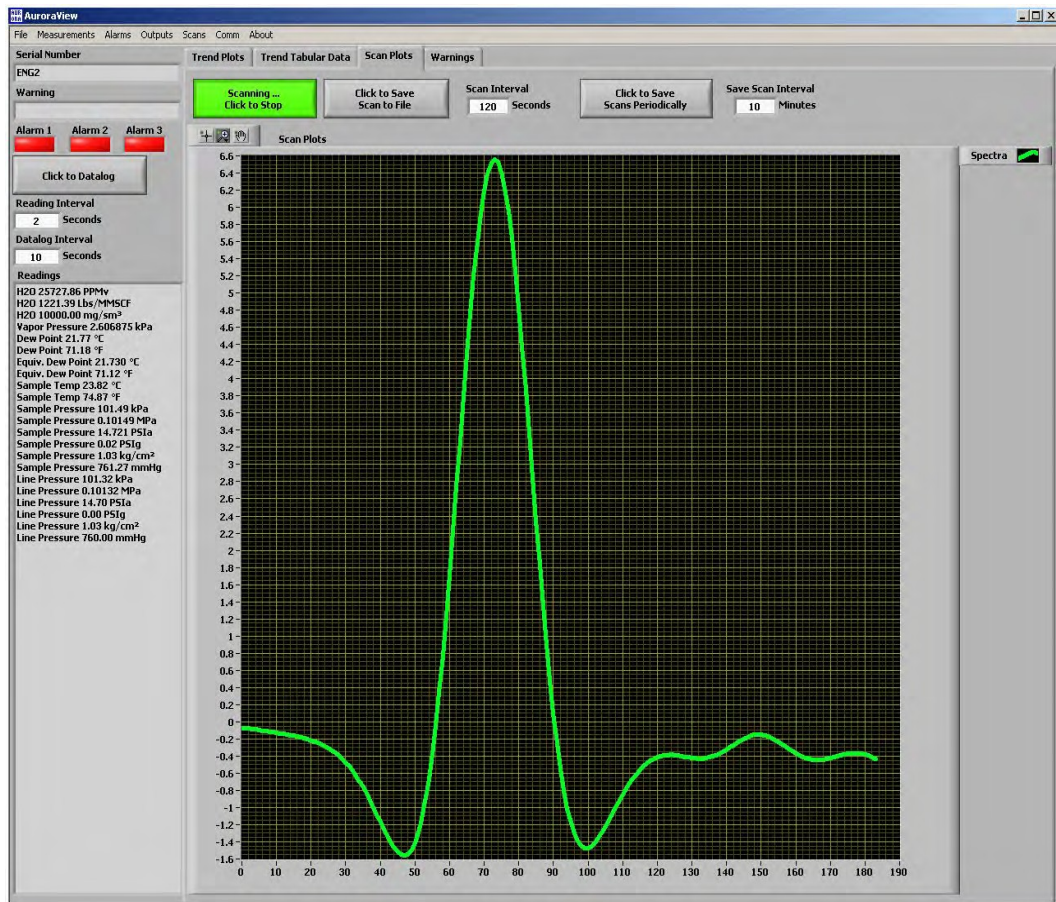 AuroraView
File Measurements Alarms Outputs Scans Comm About
Serial Number
ENG2
Warning
Alarm 1 Alarm 2 Alarm 3
Click to Datalog
Reading Interval
2 Seconds
Datalog Interval
10 Seconds
Readings
H2O 25727.86 PPMv
H2O 1221.39 Lbs/MMSCF
H2O 10000.00 mg/sm³
Vapor Pressure 2.606875 kPa
Dew Point 21.77 °C
Dew Point 71.18 °F
Equiv. Dew Point 21.730 °C
Equiv. Dew Point 71.12 °F
Sample Temp 23.82 °C
Sample Temp 74.87 °F
Sample Pressure 101.49 kPa
Sample Pressure 0.10149 MPa
Sample Pressure 14.721 PSIa
Sample Pressure 0.02 PSIg
Sample Pressure 1.03 kg/cm²
Sample Pressure 761.27 mmHg
Line Pressure 101.32 kPa
Line Pressure 0.10132 MPa
Line Pressure 14.70 PSIa
Line Pressure 0.00 PSIg
Line Pressure 1.03 kg/cm²
Line Pressure 760.00 mmHg
Trend Plots Trend Tabular Data Scan Plots Warnings
Scanning ...
Click to Stop
Click to Save
Scan to File
Scan Interval
120 Seconds
Click to Save
Scans Periodically
Save Scan Interval
10 Minutes
Scan Plots
Spectra
6.6
6.4
6.2
6
5.8
5.6
5.4
5.2
5
4.8
4.6
4.4
4.2
4
3.8
3.6
3.4
3.2
3
2.8
2.6
2.4
2.2
2
1.8
1.6
1.4
1.2
1
0.8
0.6
0.4
0.2
0
-0.2
-0.4
-0.6
-0.8
-1
-1.2
-1.4
-1.6
0 10 20 30 40 50 60 70 80 90 100 110 120 130 140 150 160 170 180 190